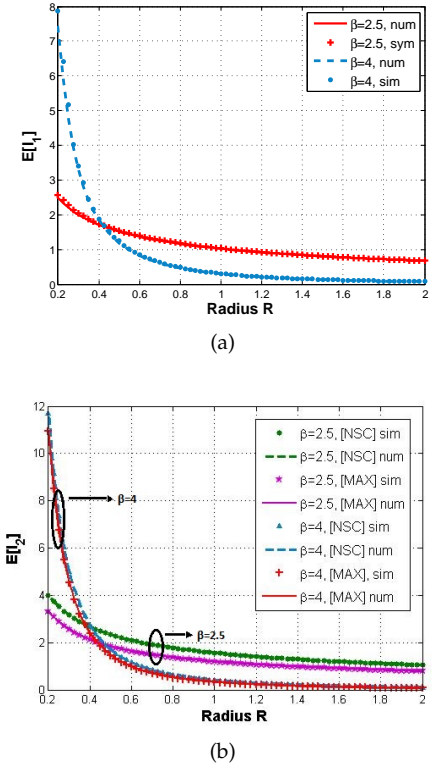 8
7
6
5
4
3
2
1
0
E[I₁]
β=2.5, num
β=2.5, sym
β=4, num
β=4, sim
0.2 0.4 0.6 0.8 1 1.2 1.4 1.6 1.8 2
Radius R
(a)
12
10
8
6
4
2
0
E[I₂]
β=4
β=2.5
β=2.5, [NSC] sim
β=2.5, [NSC] num
β=2.5, [MAX] sim
β=2.5, [MAX] num
β=4, [NSC] sim
β=4, [NSC] num
β=4, [MAX], sim
β=4, [MAX] num
0.2 0.4 0.6 0.8 1 1.2 1.4 1.6 1.8 2
Radius R
(b)